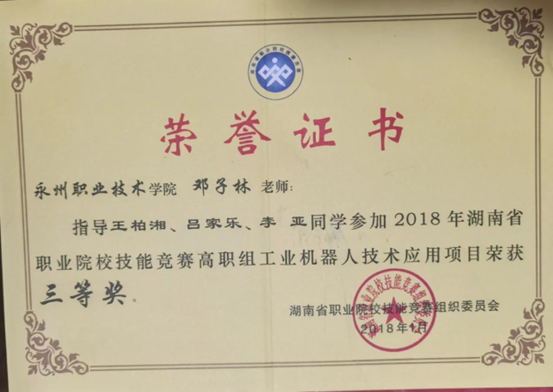 荣誉证书
永州职业技术学院 邓子林 老师:
指导王柏湘、吕家乐、李 亚同学参加 2018 年湖南省
职业院校技能竞赛高职组工业机器人技术应用项目荣获
三等奖。
湖南省职业院校技能竞赛组织委员会
2018年1月